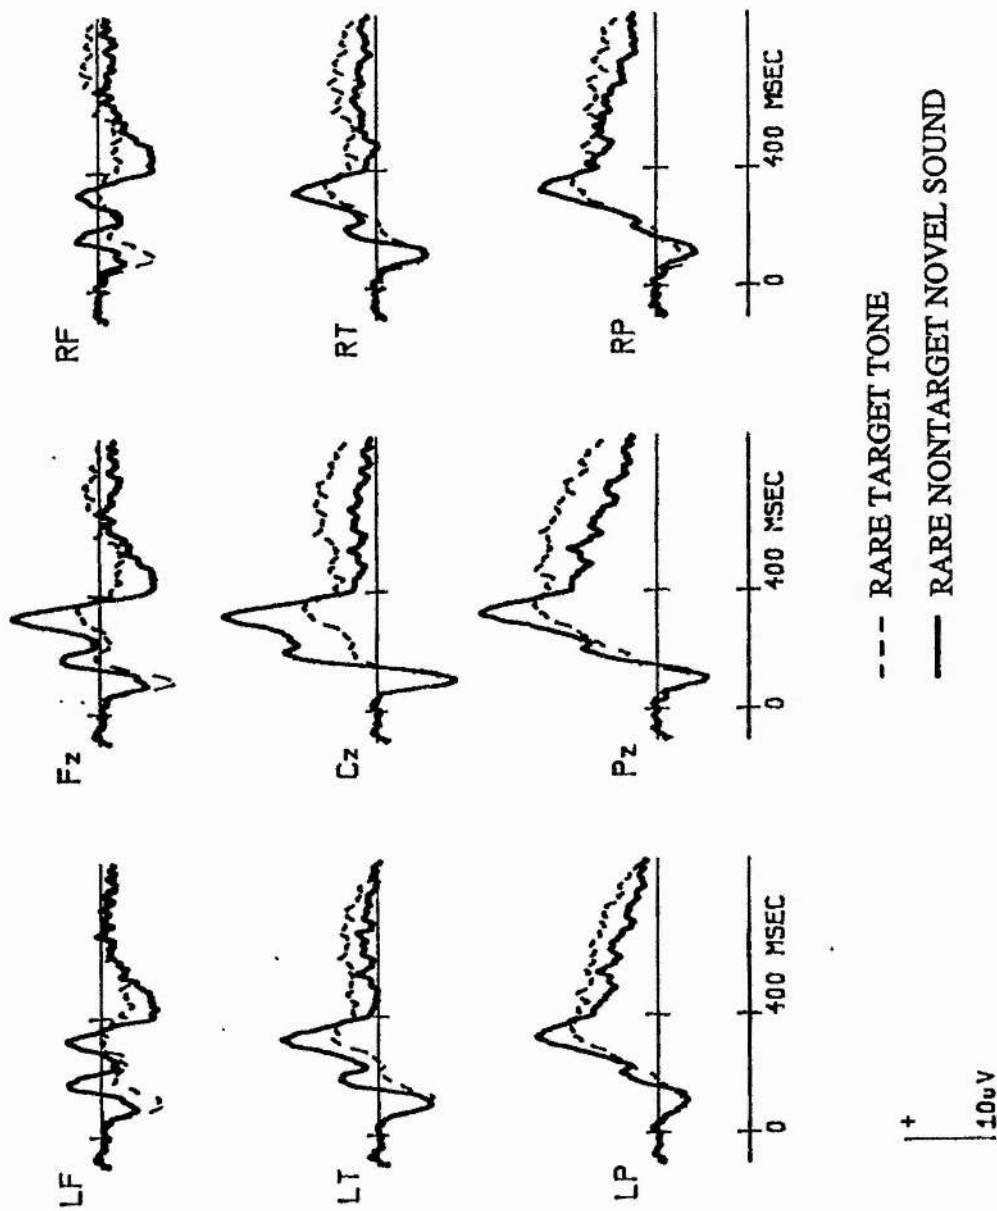 LF Fz RF
LT Cz RT
LP Pz RP
0 400 MSEC 0 400 MSEC 0 400 MSEC
--- RARE TARGET TONE
+
RARE NONTARGET NOVEL SOUND
10uV